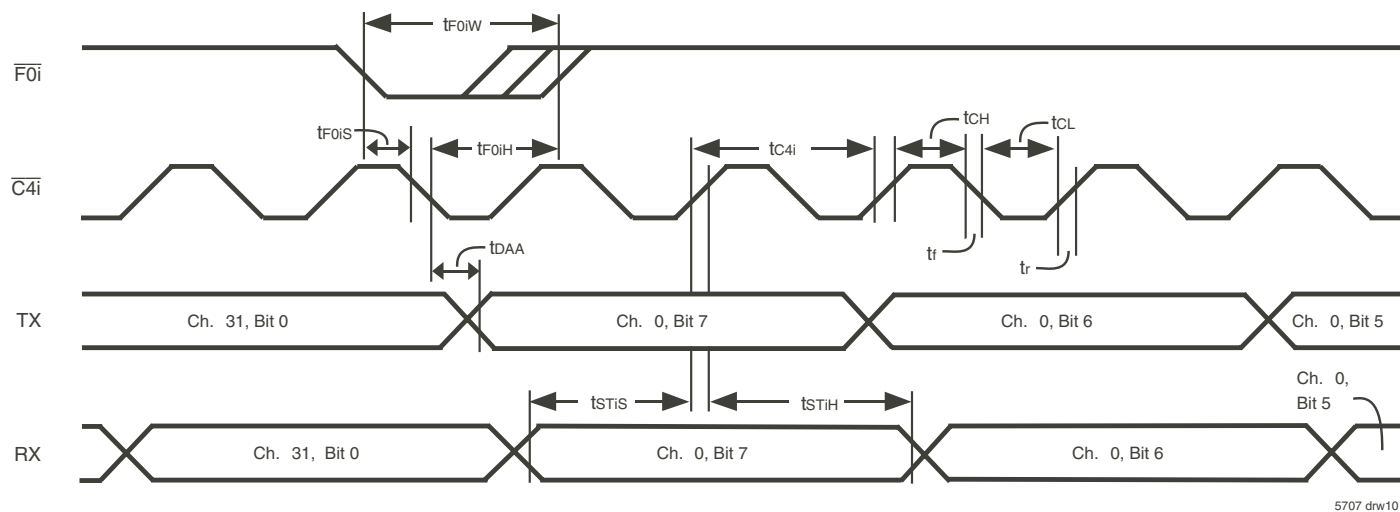 tF0iW
F0i
tF0iS
tF0iH
tC4i
tCH
tCL
C4i
tDAA
tf
tr
TX
Ch. 31, Bit 0
Ch. 0, Bit 7
Ch. 0, Bit 6
Ch. 0, Bit 5
tSTiS
tSTiH
Ch. 0,
Bit 5
RX
Ch. 31, Bit 0
Ch. 0, Bit 7
Ch. 0, Bit 6
5707 drw10